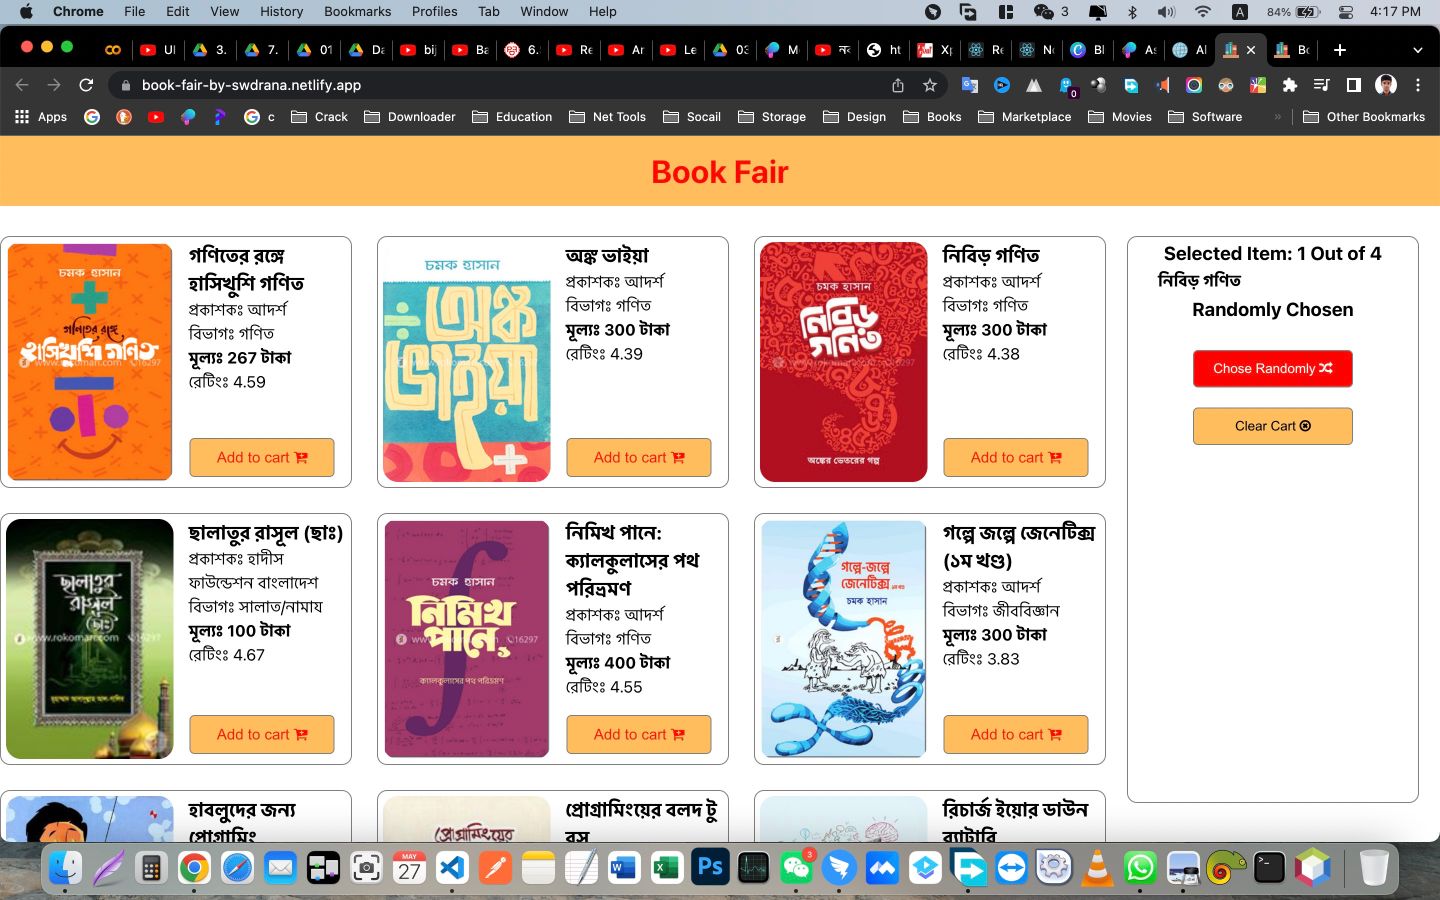 Chrome File Edit View History Bookmarks Profiles Tab Window Help 3 A 84% 4:17 PM
UI 3. 7. 01 Da bij Ba 6. Re Ar Le 03 M নব ht Xp Re No Bl As Al Bo
book-fair-by-swdrana.netlify.app
Apps c Crack Downloader Education Net Tools Socail Storage Design Books Marketplace Movies Software » Other Bookmarks
Book Fair
চমক হাসান
গণিতের রঙ্গে
হাসিখুশি গণিত
গণিতের রঙ্গে
হাসিখুশি গণিত
প্রকাশকঃ আদর্শ
বিভাগঃ গণিত
মূল্যঃ 267 টাকা
রেটিংঃ 4.59
Add to cart
চমক হাসান
অঙ্ক
ভাইয়া
অঙ্ক ভাইয়া
প্রকাশকঃ আদর্শ
বিভাগঃ গণিত
মূল্যঃ 300 টাকা
রেটিংঃ 4.39
Add to cart
চমক হাসান
নিবিড়
গণিত
অঙ্কের ভেতরের গল্প
নিবিড় গণিত
প্রকাশকঃ আদর্শ
বিভাগঃ গণিত
মূল্যঃ 300 টাকা
রেটিংঃ 4.38
Add to cart
Selected Item: 1 Out of 4
নিবিড় গণিত
Randomly Chosen
Chose Randomly
Clear Cart
ছালাতুর
রাসূল
(ছাঃ)
www.rokomari.com 16297
ছালাতুর রাসূল (ছাঃ)
প্রকাশকঃ হাদীস
ফাউন্ডেশন বাংলাদেশ
বিভাগঃ সালাত/নামায
মূল্যঃ 100 টাকা
রেটিংঃ 4.67
Add to cart
চমক হাসান
নিমিখ
পানে ১
16297
ক্যালকুলাসের পথ পরিভ্রমণ
নিমিখ পানে:
ক্যালকুলাসের পথ
পরিভ্রমণ
প্রকাশকঃ আদর্শ
বিভাগঃ গণিত
মূল্যঃ 400 টাকা
রেটিংঃ 4.55
Add to cart
গল্পে-জল্পে
জেনেটিক্স
চমক হাসান
গল্পে জল্পে জেনেটিক্স
(১ম খণ্ড)
প্রকাশকঃ আদর্শ
বিভাগঃ জীববিজ্ঞান
মূল্যঃ 300 টাকা
রেটিংঃ 3.83
Add to cart
হাবলুদের জন্য
প্রোগ্রামিং
প্রোগ্রামিংয়ের
প্রোগ্রামিংয়ের বলদ টু
বস
রিচার্জ ইয়োর ডাউন
ব্যাটারি
MAY
27
Ps
3